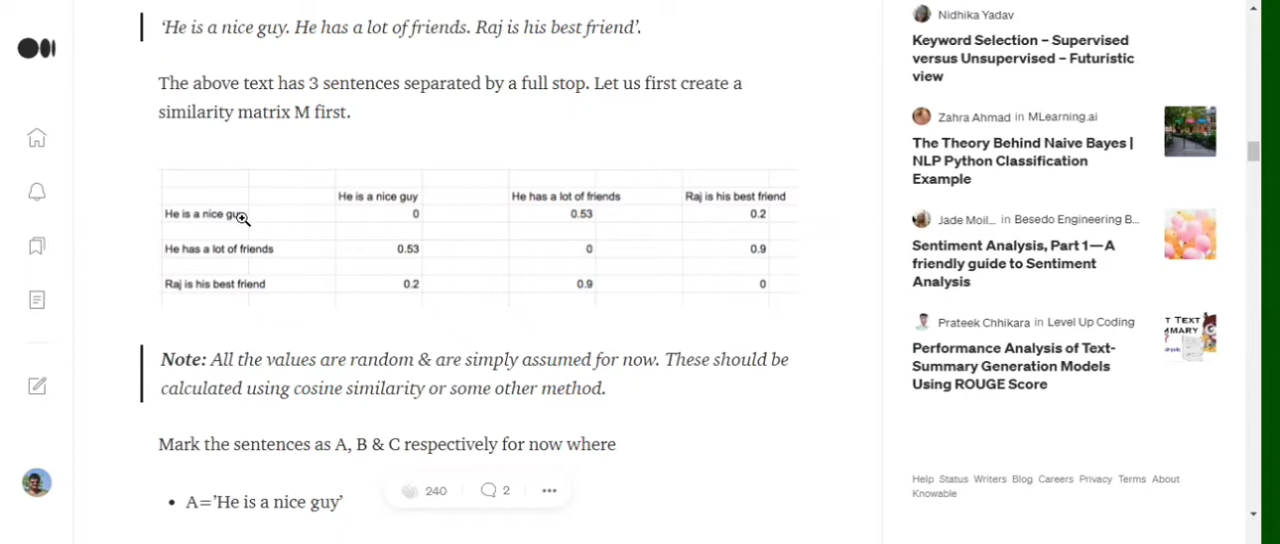 'He is a nice guy. He has a lot of friends. Raj is his best friend'.
The above text has 3 sentences separated by a full stop. Let us first create a
similarity matrix M first.
He is a nice guy He has a lot of friends Raj is his best friend
He is a nice guy 0 0.53 0.2
He has a lot of friends 0.53 0 0.9
Raj is his best friend 0.2 0.9 0
Note: All the values are random & are simply assumed for now. These should be
calculated using cosine similarity or some other method.
Mark the sentences as A, B & C respectively for now where
• A='He is a nice guy'
240 2
Nidhika Yadav
Keyword Selection – Supervised
versus Unsupervised – Futuristic
view
Zahra Ahmad in MLearning.ai
The Theory Behind Naive Bayes |
NLP Python Classification
Example
Jade Moil... in Besedo Engineering B...
Sentiment Analysis, Part 1—A
friendly guide to Sentiment
Analysis
Prateek Chhikara in Level Up Coding
Performance Analysis of Text-
Summary Generation Models
Using ROUGE Score
Help Status Writers Blog Careers Privacy Terms About
Knowable